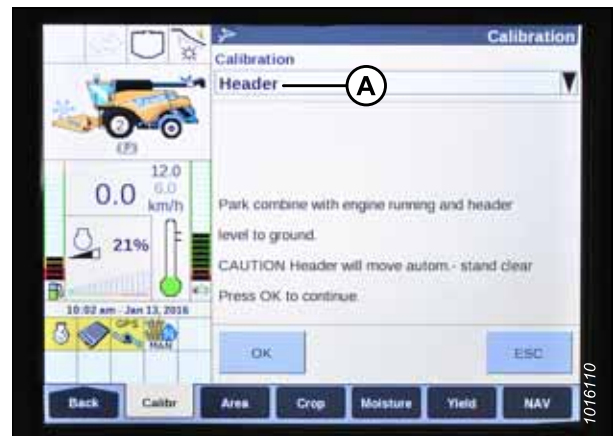 Calibration
Calibration
Header
A
2
(P)
12.0
6.0
0.0 km/h
21%
Park combine with engine running and header
level to ground.
CAUTION Header will move autom.- stand clear
Press OK to continue
10:02 am Jan 13, 2016
GPS
MAN
OK
ESC
Back
Calibr
Area
Crop
Moisture
Yield
NAV
1016110